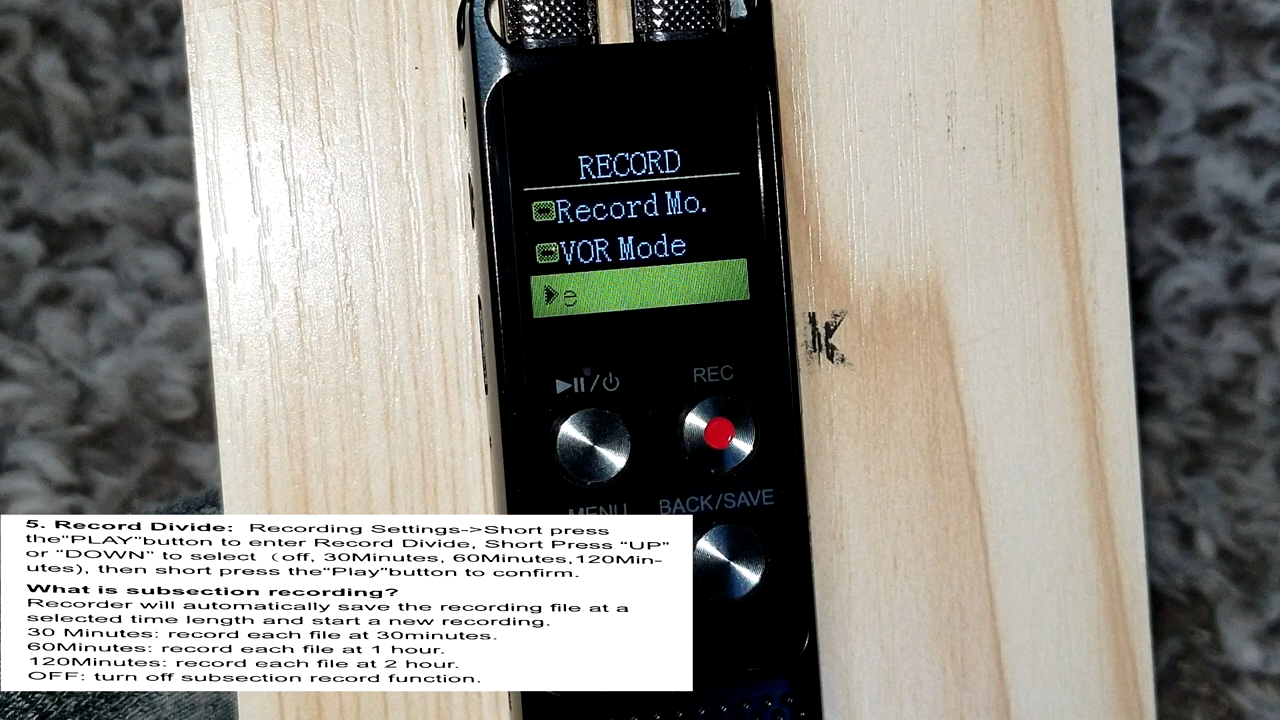 RECORD
Record Mo.
VOR Mode
e
REC
MENU BACK/SAVE
5. Record Divide: Recording Settings->Short press
the“PLAY”button to enter Record Divide, Short Press “UP”
or “DOWN” to select （off, 30Minutes, 60Minutes,120Min-
utes), then short press the“Play”button to confirm.
What is subsection recording?
Recorder will automatically save the recording file at a
selected time length and start a new recording.
30 Minutes: record each file at 30minutes.
60Minutes: record each file at 1 hour.
120Minutes: record each file at 2 hour.
OFF: turn off subsection record function.